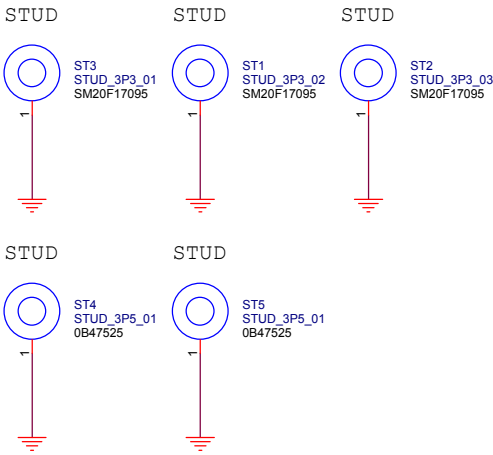 STUD
STUD
STUD
ST3
STUD_3P3_01
SM20F17095
1
ST1
STUD_3P3_02
SM20F17095
1
ST2
STUD_3P3_03
SM20F17095
1
STUD
STUD
ST4
STUD_3P5_01
0B47525
1
ST5
STUD_3P5_01
0B47525
1